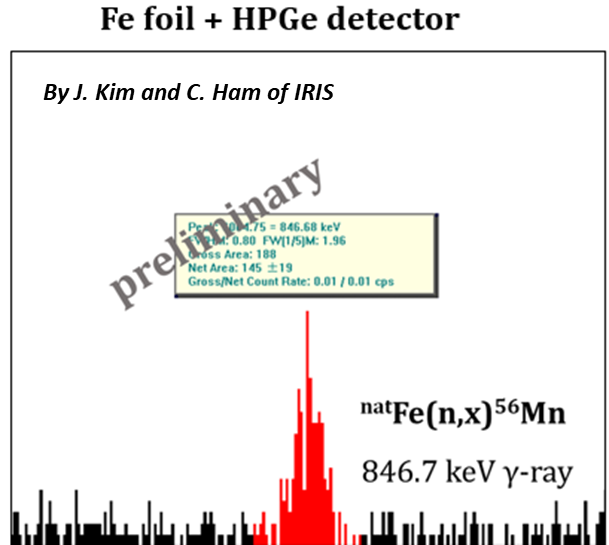 Fe foil + HPGe detector
By J. Kim and C. Ham of IRIS
preliminary
= 846.68 keV
0.80 FW(1/5)M: 1.96
Gross Area: 188
Net Area: 145 ±19
Gross/Net Count Rate: 0.01 / 0.01 cps
natFe(n,x)56Mn
846.7 keV γ-ray